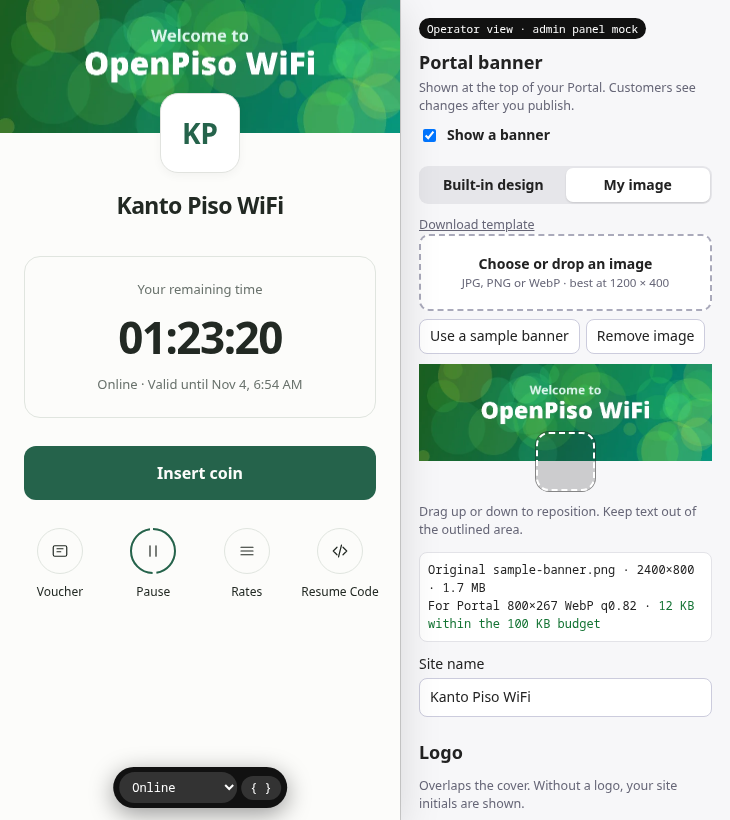 Welcome to
OpenPiso WiFi
KP
Kanto Piso WiFi
Your remaining time
01:23:20
Online · Valid until Nov 4, 6:54 AM
Insert coin
Voucher
Pause
Rates
Resume Code
Online
{ }
Operator view · admin panel mock
Portal banner
Shown at the top of your Portal. Customers see
changes after you publish.
Show a banner
Built-in design
My image
Download template
Choose or drop an image
JPG, PNG or WebP · best at 1200 × 400
Use a sample banner
Remove image
Welcome to
OpenPiso WiFi
Drag up or down to reposition. Keep text out of
the outlined area.
Original sample-banner.png · 2400×800
· 1.7 MB
For Portal 800×267 WebP q0.82 · 12 KB
within the 100 KB budget
Site name
Kanto Piso WiFi
Logo
Overlaps the cover. Without a logo, your site
initials are shown.